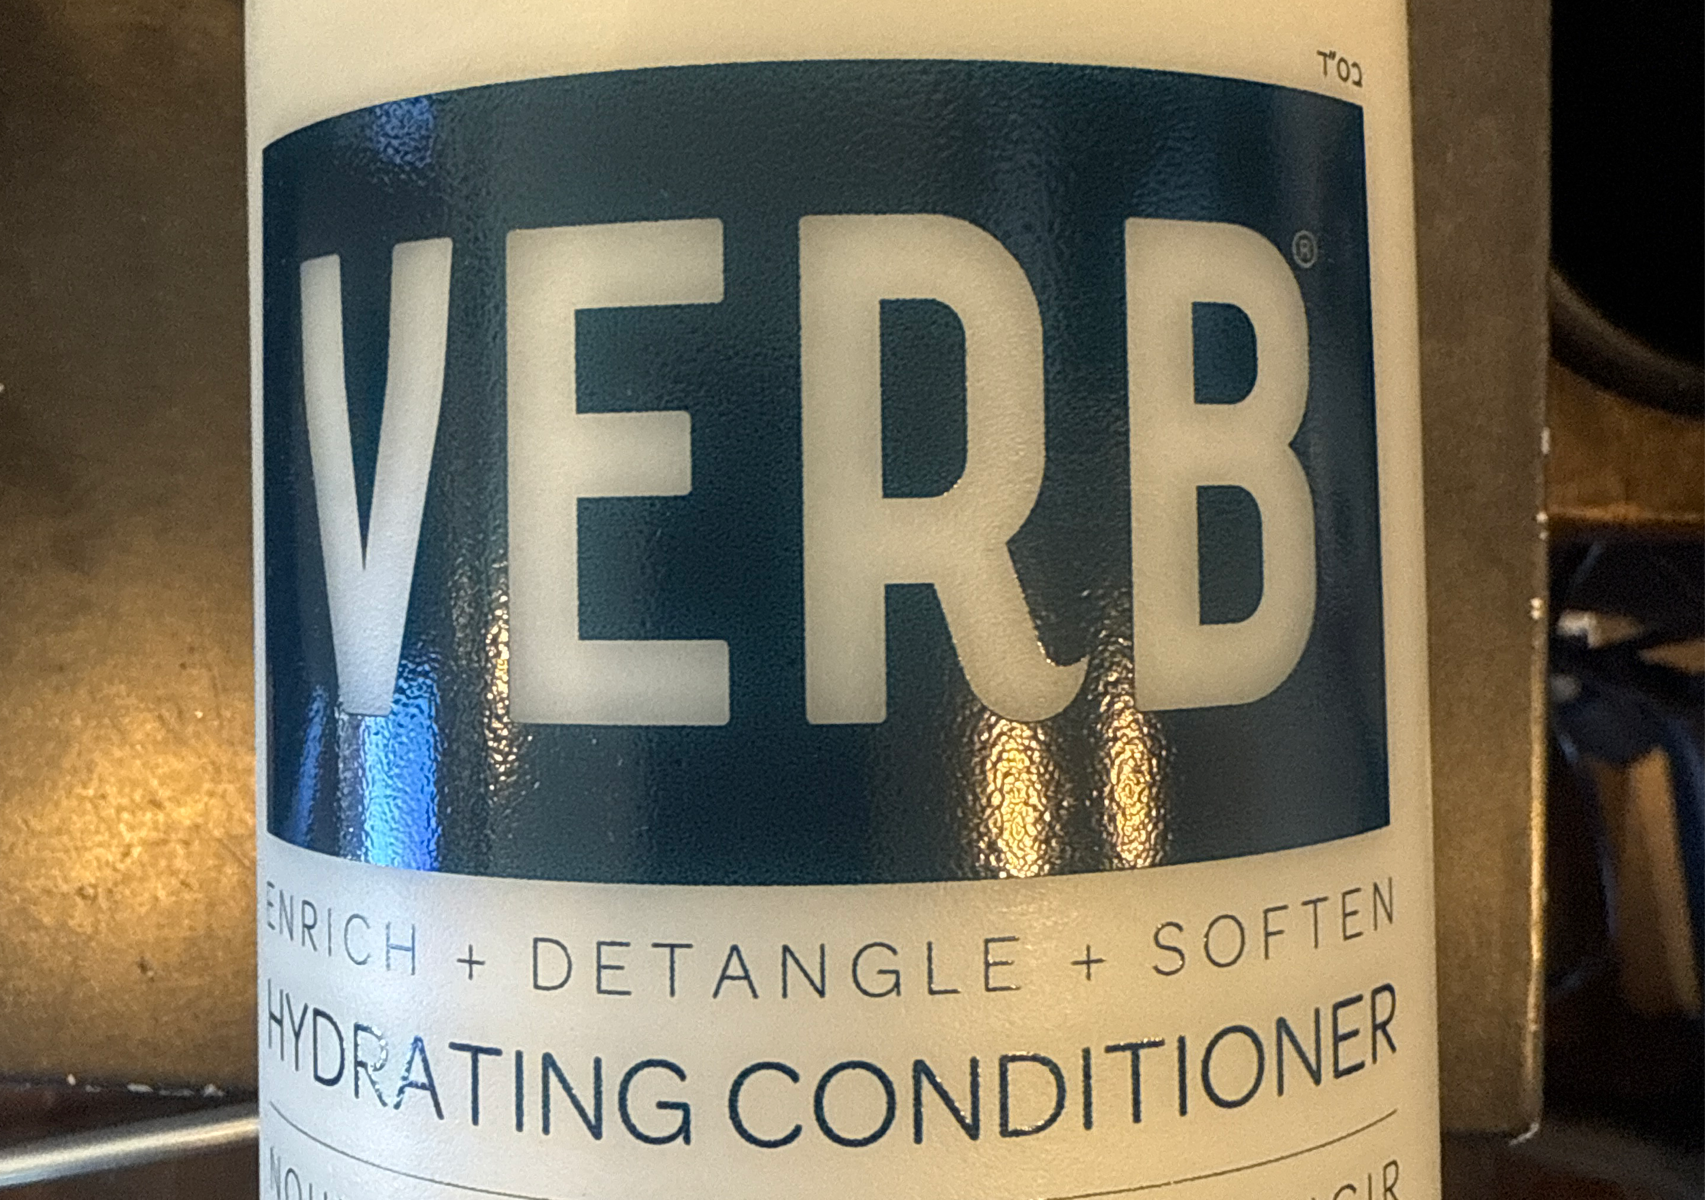 בס"ד
VERB®
ENRICH + DETANGLE + SOFTEN
HYDRATING CONDITIONER